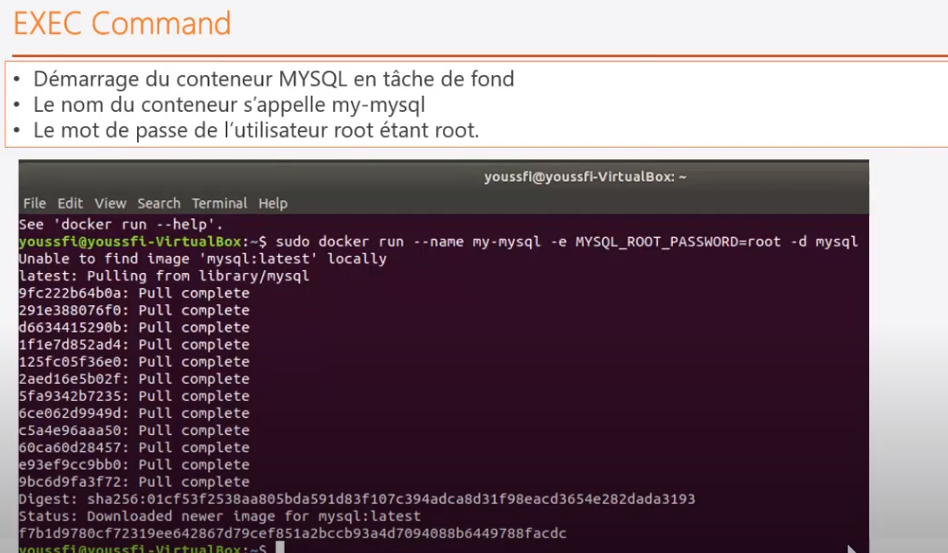 EXEC Command
• Démarrage du conteneur MYSQL en tâche de fond
• Le nom du conteneur s'appelle my-mysql
• Le mot de passe de l'utilisateur root étant root.
youssfi@youssfi-VirtualBox: ~
File Edit View Search Terminal Help
See 'docker run --help'.
youssfi@youssfi-VirtualBox:~$ sudo docker run --name my-mysql -e MYSQL_ROOT_PASSWORD=root -d mysql
Unable to find image 'mysql:latest' locally
latest: Pulling from library/mysql
9fc222b64b0a: Pull complete
291e388076f0: Pull complete
d6634415290b: Pull complete
1f1e7d852ad4: Pull complete
125fc05f36e0: Pull complete
2aed16e5b02f: Pull complete
5fa9342b7235: Pull complete
6ce062d9949d: Pull complete
c5a4e96aaa50: Pull complete
60ca60d28457: Pull complete
e93ef9cc9bb0: Pull complete
9bc6d9fa3f72: Pull complete
Digest: sha256:01cf53f2538aa805bda591d83f107c394adca8d31f98eacd3654e282dada3193
Status: Downloaded newer image for mysql:latest
f7b1d9780cf72319ee642867d79cef851a2bccb93a4d7094088b6449788facdc
youssfi@youssfi-VirtualBox:~$